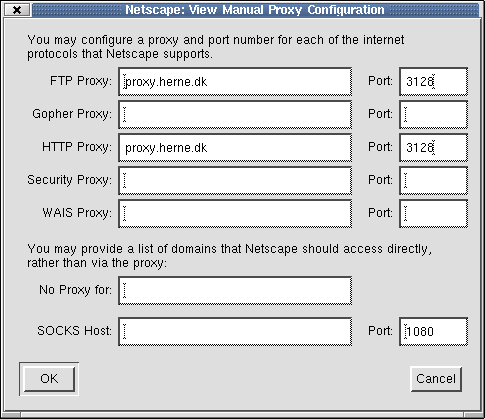 Netscape: View Manual Proxy Configuration
You may configure a proxy and port number for each of the internet
protocols that Netscape supports.
FTP Proxy: proxy.herne.dk Port: 3128
Gopher Proxy: Port:
HTTP Proxy: proxy.herne.dk Port: 3128
Security Proxy: Port:
WAIS Proxy: Port:
You may provide a list of domains that Netscape should access directly,
rather than via the proxy:
No Proxy for:
SOCKS Host: Port: 1080
OK Cancel